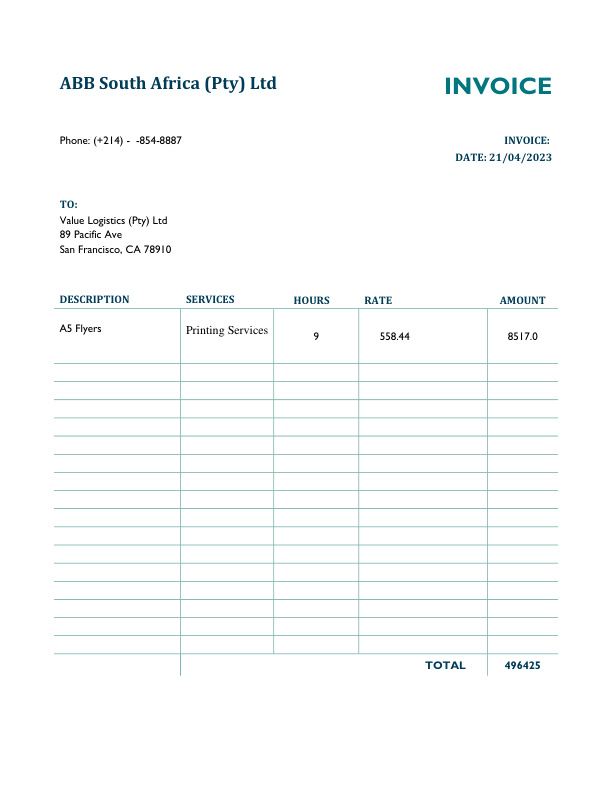 ABB South Africa (Pty) Ltd
INVOICE
Phone: (+214) -  -854-8887
INVOICE:
DATE: 21/04/2023
TO:
Value Logistics (Pty) Ltd
89 Pacific Ave
San Francisco, CA 78910
DESCRIPTION SERVICES HOURS RATE AMOUNT
A5 Flyers Printing Services 9 558.44 8517.0
TOTAL 496425